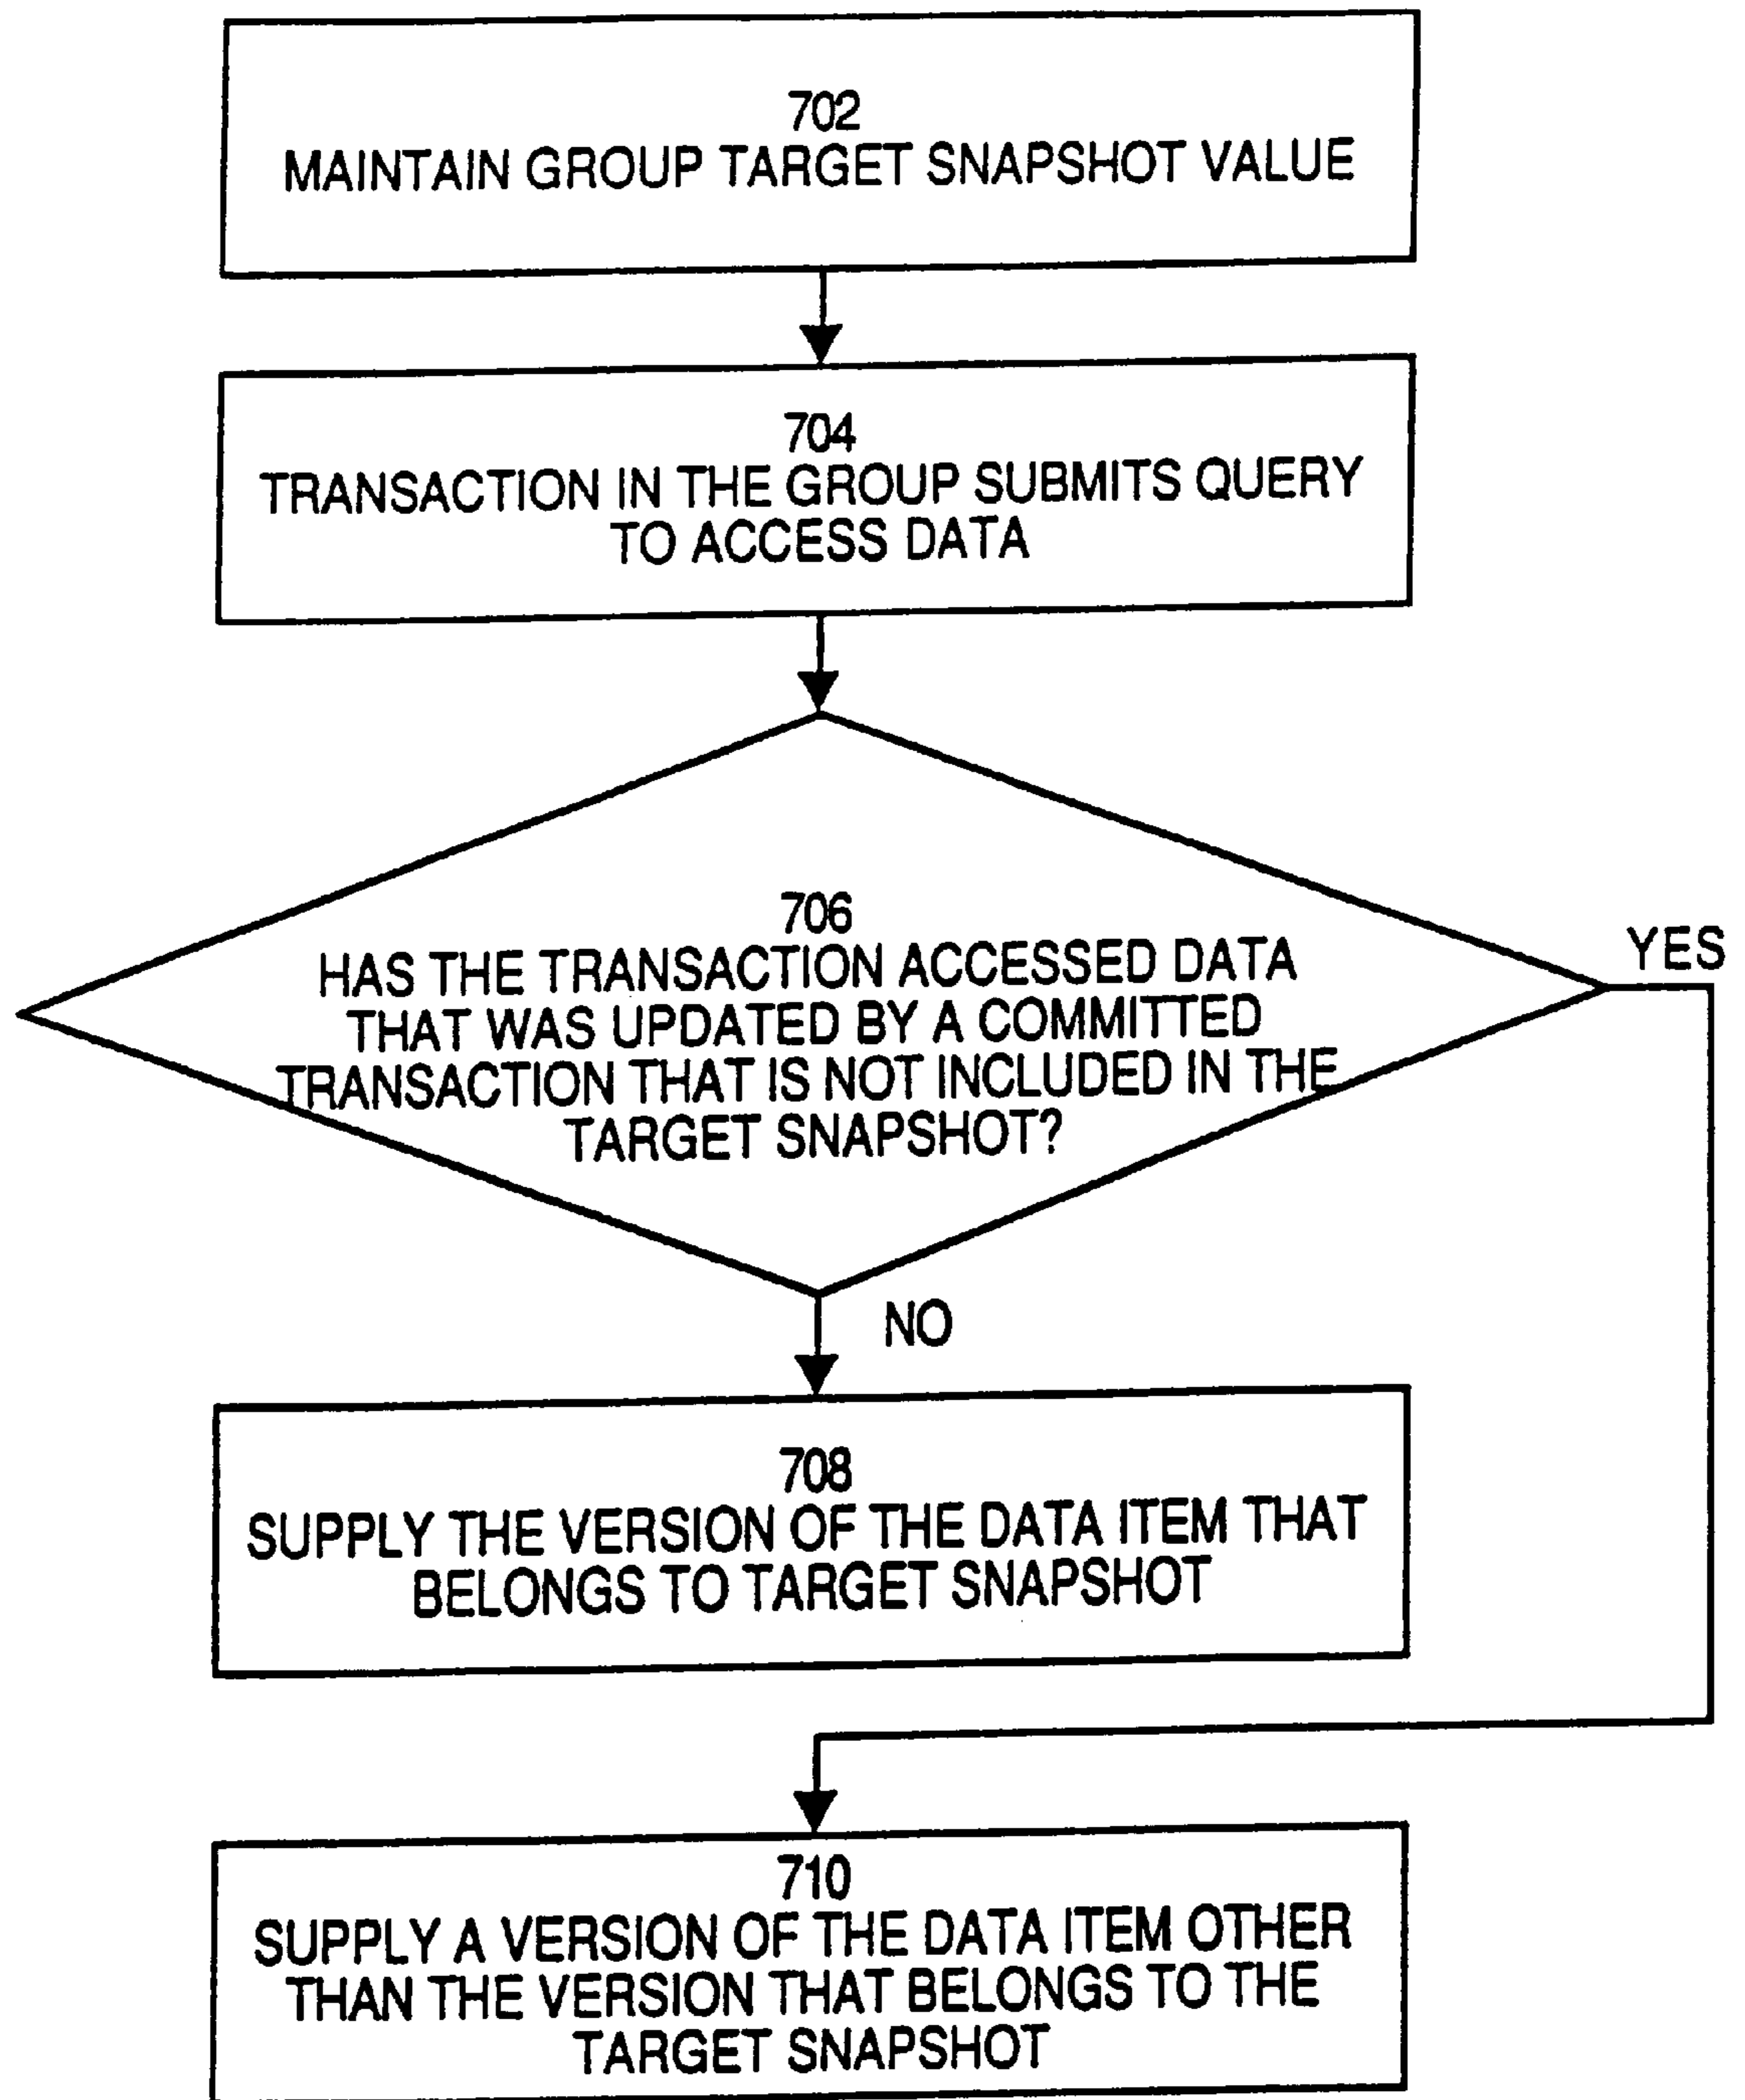 702
MAINTAIN GROUP TARGET SNAPSHOT VALUE
704
TRANSACTION IN THE GROUP SUBMITS QUERY
TO ACCESS DATA
706
HAS THE TRANSACTION ACCESSED DATA
THAT WAS UPDATED BY A COMMITTED
TRANSACTION THAT IS NOT INCLUDED IN THE
TARGET SNAPSHOT?
YES
NO
708
SUPPLY THE VERSION OF THE DATA ITEM THAT
BELONGS TO TARGET SNAPSHOT
710
SUPPLY A VERSION OF THE DATA ITEM OTHER
THAN THE VERSION THAT BELONGS TO THE
TARGET SNAPSHOT